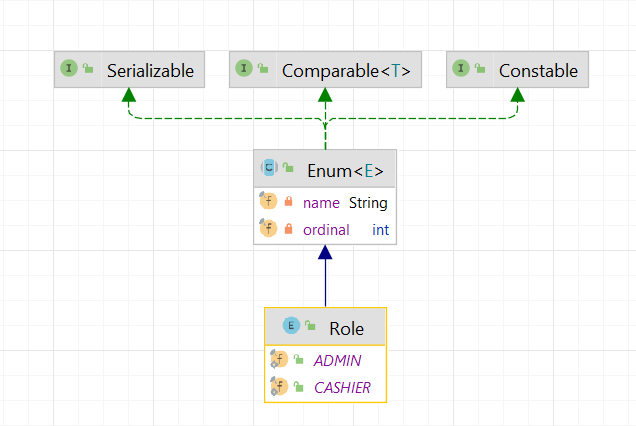 I Serializable
I Comparable<T>
I Constable
C Enum<E>
f name String
f ordinal int
E Role
f ADMIN
f CASHIER